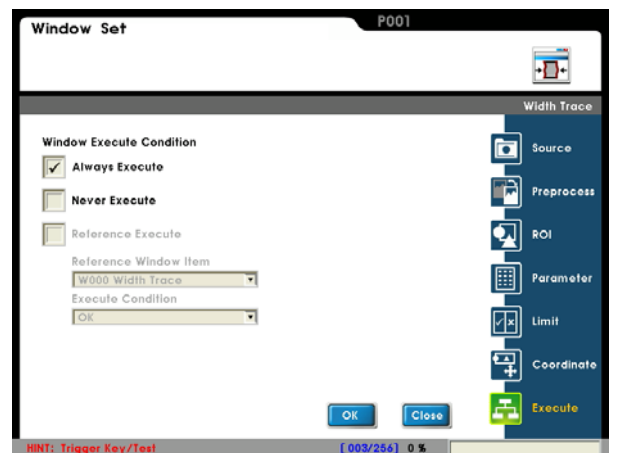 Window Set
P001
Width Trace
Window Execute Condition
Always Execute
Never Execute
Reference Execute
Reference Window Item
W000 Width Trace
Execute Condition
OK
OK
Close
Source
Preprocess
ROI
Parameter
Limit
Coordinate
Execute
HINT: Trigger Key/Test
[003/256] 0 %